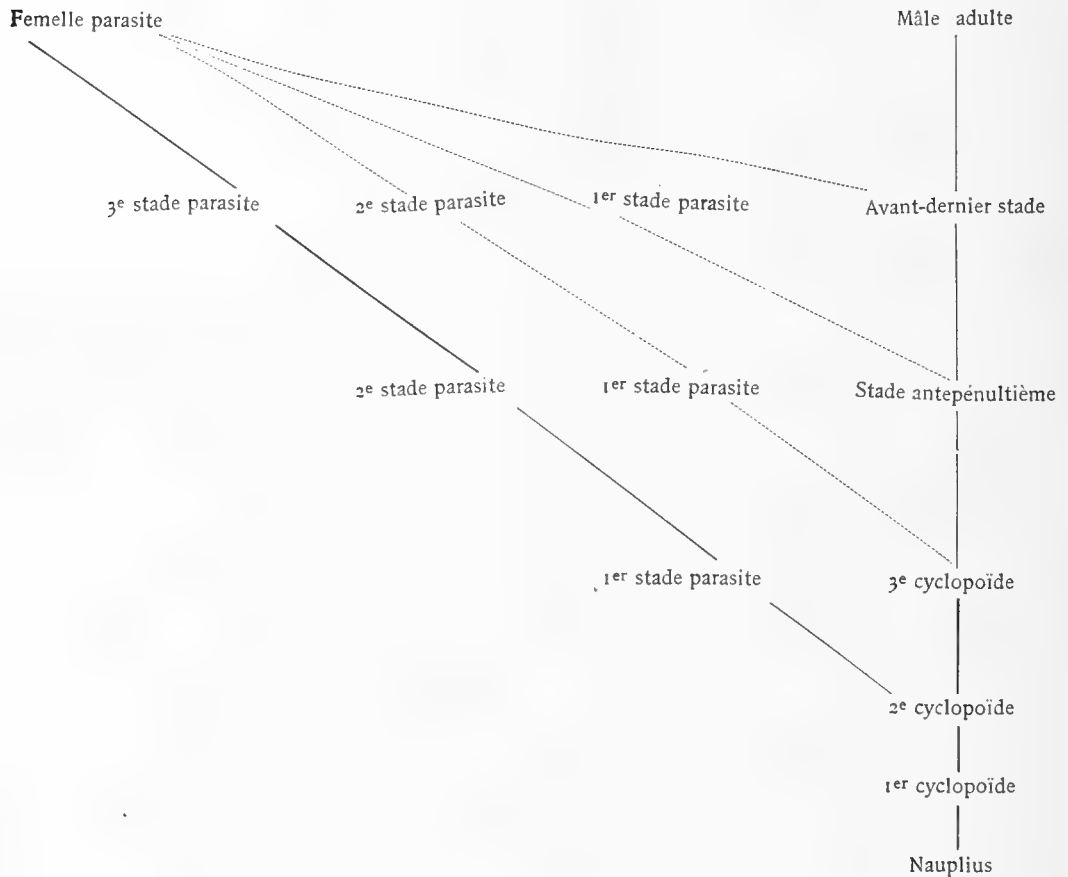 Femelle parasite Mâle adulte
3e stade parasite 2e stade parasite 1er stade parasite Avant-dernier stade
2e stade parasite 1er stade parasite Stade antepénultième
1er stade parasite 3e cyclopoïde
2e cyclopoïde
1er cyclopoïde
Nauplius